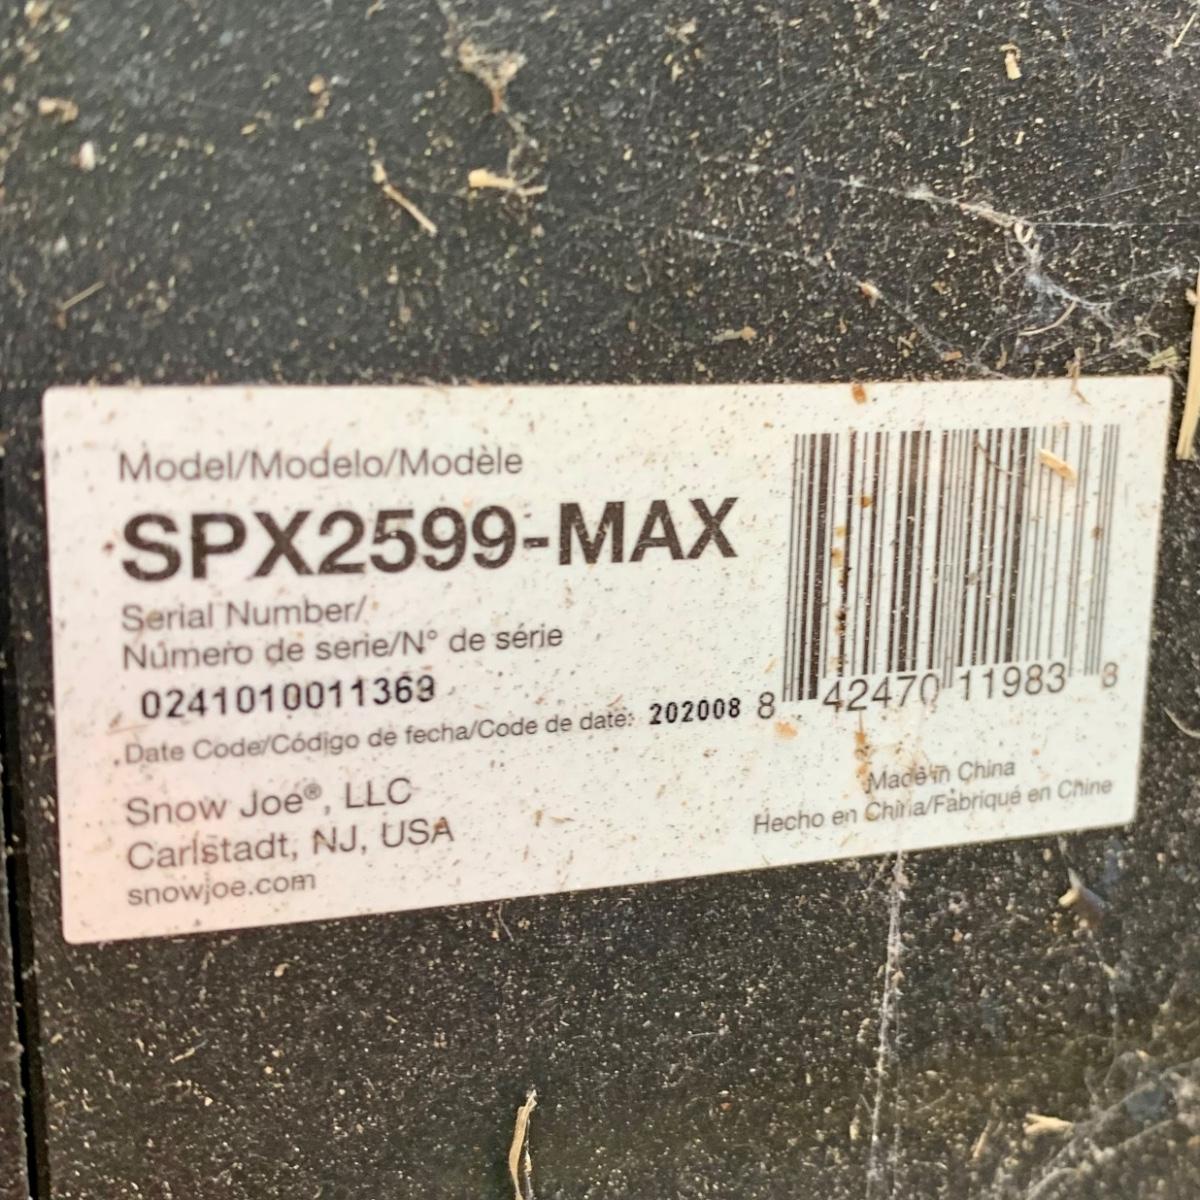 Model/Modelo/Modèle
SPX2599-MAX
Serial Number/
Número de serie/N° de série
0241010011369
Date Code/Código de fecha/Code de date: 202008
Snow Joe®, LLC
Carlstadt, NJ, USA
snowjoe.com
8 42470 11983 8
Made in China
Hecho en China/Fabriqué en Chine